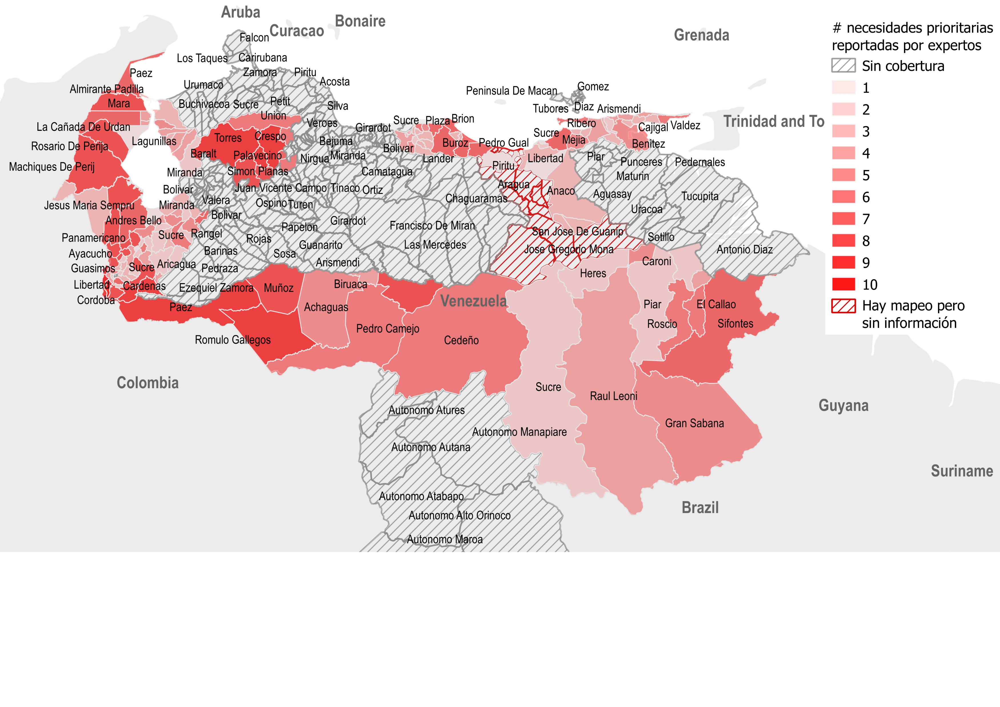 Aruba
Bonaire
Curacao
Grenada
Falcon
Los Taques
Carirubana
Zamora
Piritu
Paez
Acosta
Urumaco
Almirante Padilla
Mara
Buchivacoa
Sucre
Petit
Silva
Union
Peninsula De Macan
Gomez
Tubores
Diaz
Arismendi
Trinidad and To
La Cañada De Urdan
Veroes
Girardot
Sucre
Plaza
Brion
Ribero
Cajigal
Valdez
Lagunillas
Torres
Crespo
Bejuma
Buroz
Pedro Gual
Sucre
Mejia
Benitez
Rosario De Perija
Baralt
Palavecino
Nirgua
Miranda
Bolivar
Lander
Libertad
Piar
Punceres
Pedernales
Machiques De Perij
Miranda
Simon Planas
Camatagua
Piritu
Maturin
Bolivar
Juan Vicente Campo
Tinaco
Ortiz
Aragua
Anaco
Aguasay
Tucupita
Jesus Maria Sempru
Miranda
Valera
Ospino
Turen
Chaguaramas
Uracoa
Andres Bello
Bolivar
Papelon
Girardot
Francisco De Miran
San Jose De Guanip
Panamericano
Sucre
Rangel
Rojas
Guanarito
Las Mercedes
Sotillo
Ayacucho
Barinas
Sosa
Jose Gregorio Mona
Antonio Diaz
Guasimos
Sucre
Aricagua
Pedraza
Arismendi
Heres
Caroni
Libertad
Cardenas
Ezequiel Zamora
Muñoz
Biruaca
Cordoba
Paez
Achaguas
Venezuela
Piar
El Callao
Romulo Gallegos
Pedro Camejo
Cedeño
Roscio
Sifontes
Colombia
Sucre
Raul Leoni
Guyana
Autonomo Atures
Gran Sabana
Autonomo Manapiare
Autonomo Autana
Suriname
Autonomo Atabapo
Brazil
Autonomo Alto Orinoco
Autonomo Maroa
# necesidades prioritarias
reportadas por expertos
Sin cobertura
1
2
3
4
5
6
7
8
9
10
Hay mapeo pero
sin información